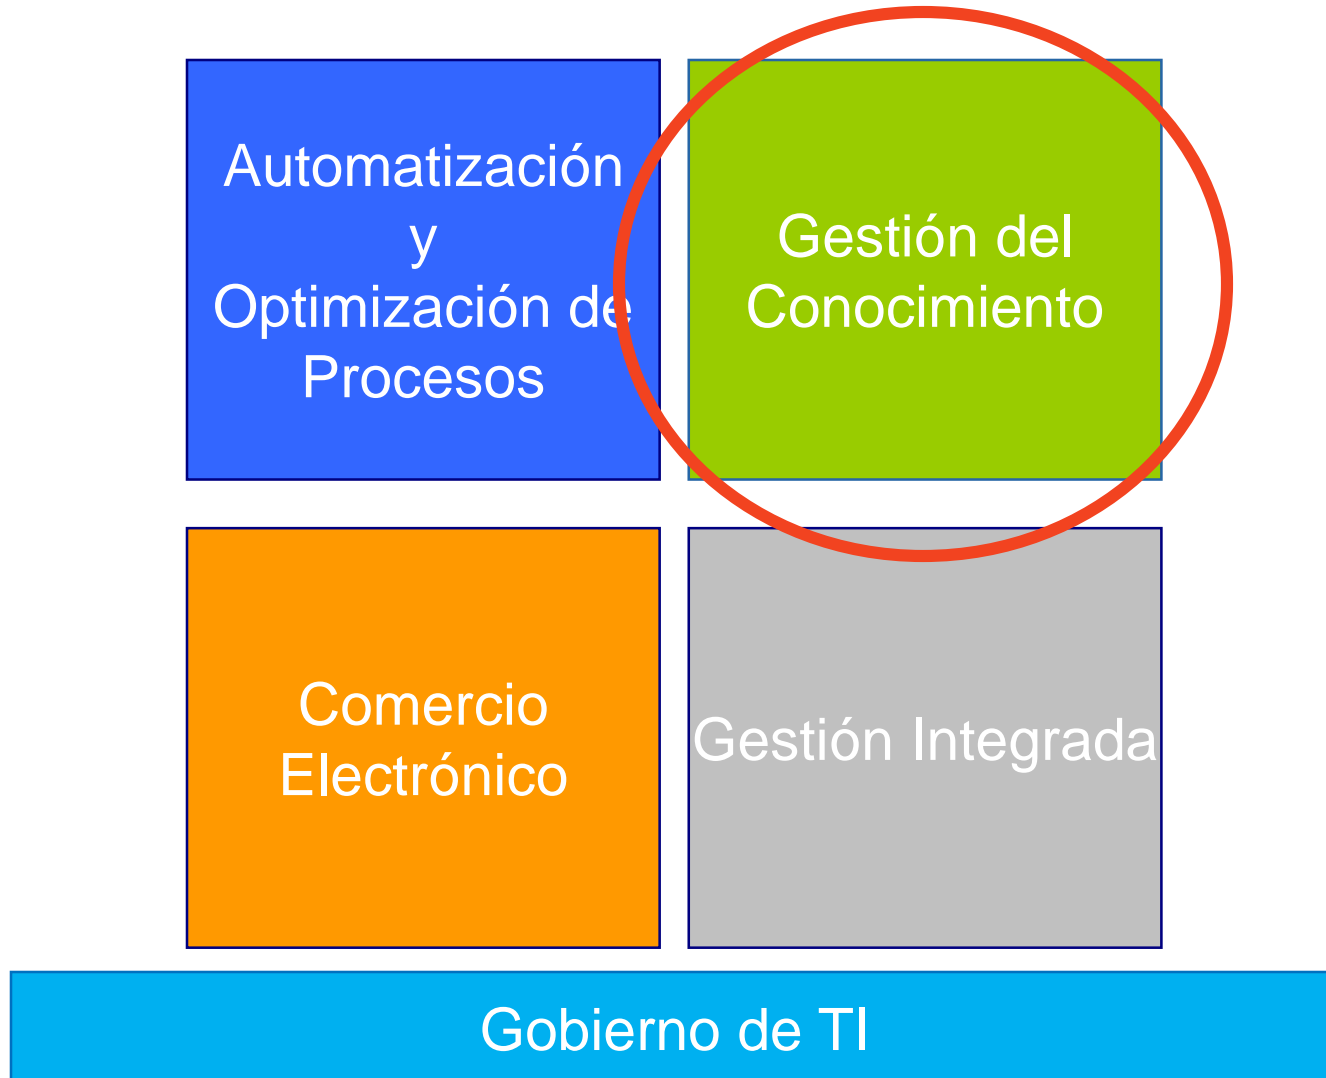 Automatización
y
Optimización de
Procesos
Gestión del
Conocimiento
Comercio
Electrónico
Gestión Integrada
Gobierno de TI